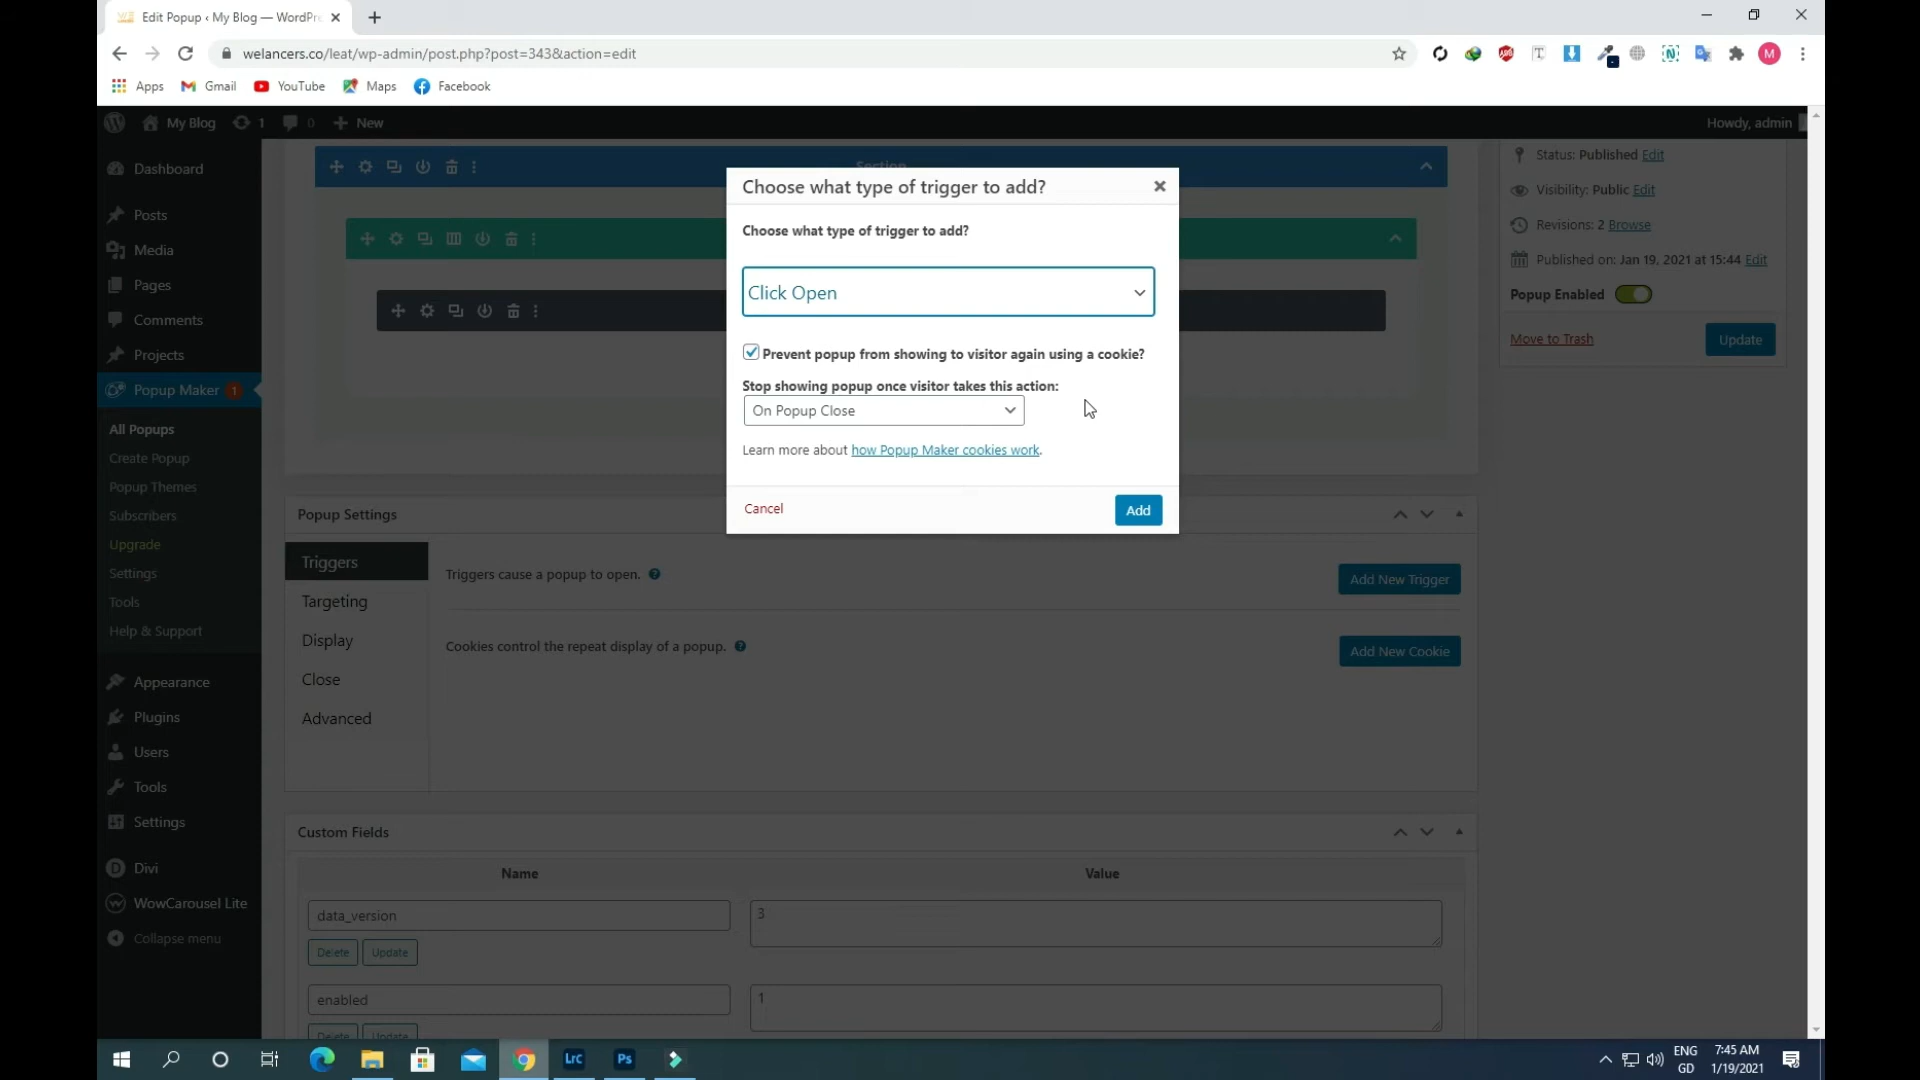 Edit Popup ‹ My Blog — WordPr
welancers.co/leat/wp-admin/post.php?post=343&action=edit
M
Apps
Gmail
YouTube
Maps
Facebook
My Blog
1
0
New
Howdy, admin
Dashboard
Posts
Media
Pages
Comments
Projects
Popup Maker 1
All Popups
Create Popup
Popup Themes
Subscribers
Upgrade
Settings
Tools
Help & Support
Appearance
Plugins
Users
Tools
Settings
Divi
WowCarousel Lite
Collapse menu
Section
Choose what type of trigger to add?
Choose what type of trigger to add?
Click Open
Prevent popup from showing to visitor again using a cookie?
Stop showing popup once visitor takes this action:
On Popup Close
Learn more about how Popup Maker cookies work.
Cancel
Add
Status: Published Edit
Visibility: Public Edit
Revisions: 2 Browse
Published on: Jan 19, 2021 at 15:44 Edit
Popup Enabled
Move to Trash
Update
Popup Settings
Triggers
Targeting
Display
Close
Advanced
Triggers cause a popup to open.
Add New Trigger
Cookies control the repeat display of a popup.
Add New Cookie
Custom Fields
Name
Value
data_version
3
Delete
Update
enabled
1
Delete
Update
Lrc
Ps
ENG
GD
7:45 AM
1/19/2021